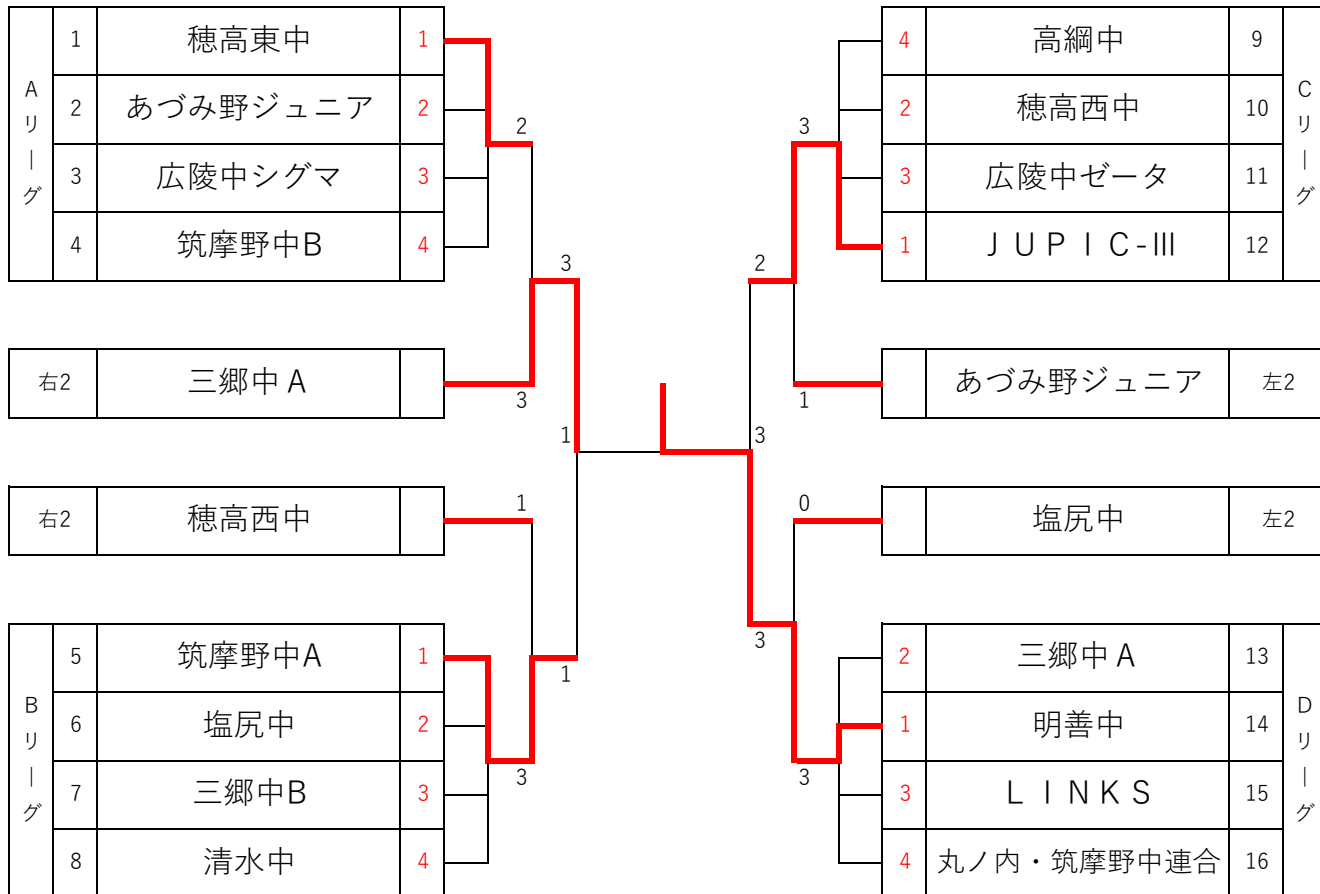 Aリーグ
1 穂高東中 1
2 あづみ野ジュニア 2
3 広陵中シグマ 3
4 筑摩野中B 4
2
3
右2 三郷中 A
3
1
右2 穂高西中
1
Bリーグ
5 筑摩野中A 1
6 塩尻中 2
7 三郷中B 3
8 清水中 4
1
3
Cリーグ
4 高綱中 9
2 穂高西中 10
3 広陵中ゼータ 11
1 ＪＵＰＩＣ-Ⅲ 12
3
2
あづみ野ジュニア 左2
1
3
塩尻中 左2
0
Dリーグ
2 三郷中 A 13
1 明善中 14
3 ＬＩＮＫＳ 15
4 丸ノ内・筑摩野中連合 16
3
3